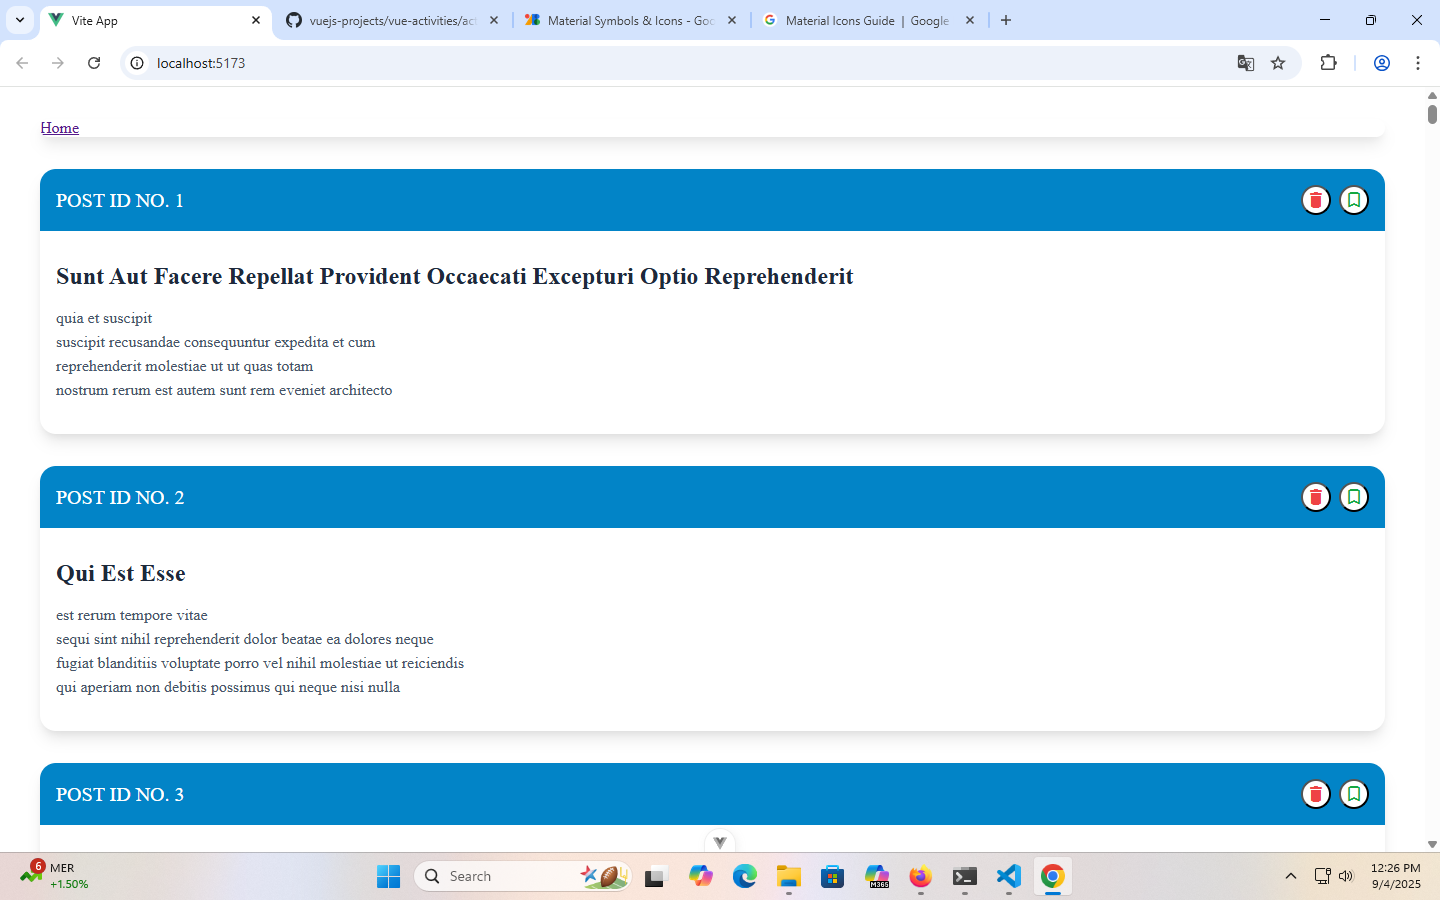 Vite App
vuejs-projects/vue-activities/act
Material Symbols & Icons - Goo
Material Icons Guide | Google
localhost:5173
Home
POST ID NO. 1
Sunt Aut Facere Repellat Provident Occaecati Excepturi Optio Reprehenderit
quia et suscipit
suscipit recusandae consequuntur expedita et cum
reprehenderit molestiae ut ut quas totam
nostrum rerum est autem sunt rem eveniet architecto
POST ID NO. 2
Qui Est Esse
est rerum tempore vitae
sequi sint nihil reprehenderit dolor beatae ea dolores neque
fugiat blanditiis voluptate porro vel nihil molestiae ut reiciendis
qui aperiam non debitis possimus qui neque nisi nulla
POST ID NO. 3
6
MER
+1.50%
Search
M365
12:26 PM
9/4/2025